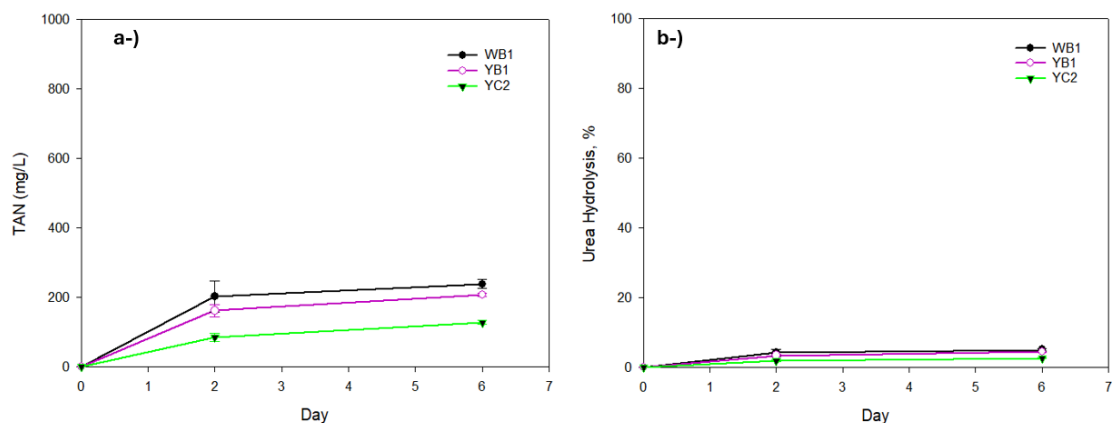 a-)
1000
800
600
400
200
0
TAN (mg/L)
WB1
YB1
YC2
0 1 2 3 4 5 6 7
Day
b-)
100
80
60
40
20
0
Urea Hydrolysis, %
WB1
YB1
YC2
0 1 2 3 4 5 6 7
Day